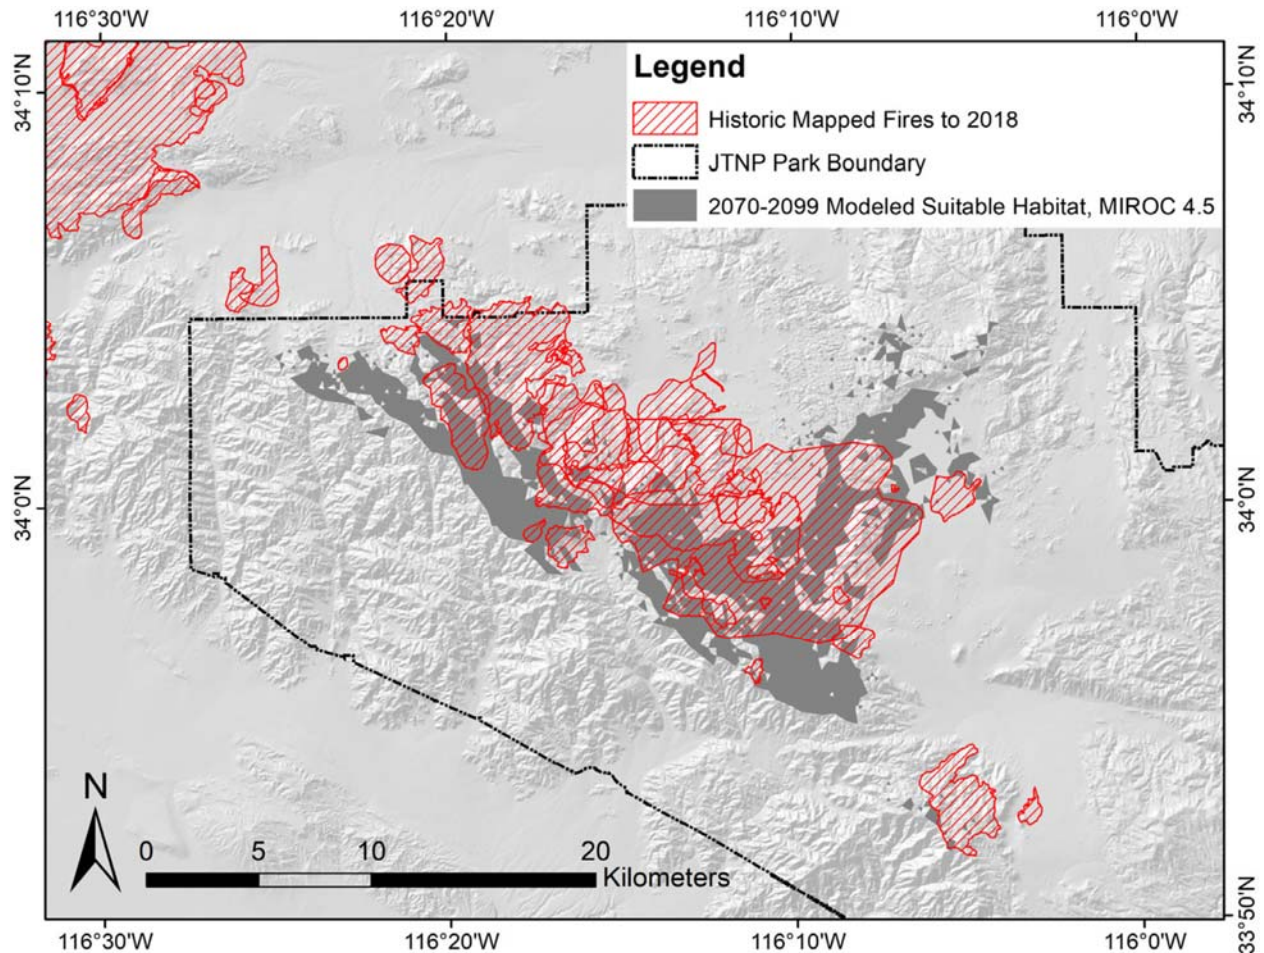 116°30'W 116°20'W 116°10'W 116°0'W
34°10'N
34°10'N
Legend
Historic Mapped Fires to 2018
JTNP Park Boundary
2070-2099 Modeled Suitable Habitat, MIROC 4.5
34°0'N
34°0'N
N
0 5 10 20
Kilometers
33°50'N
116°30'W 116°20'W 116°10'W 116°0'W